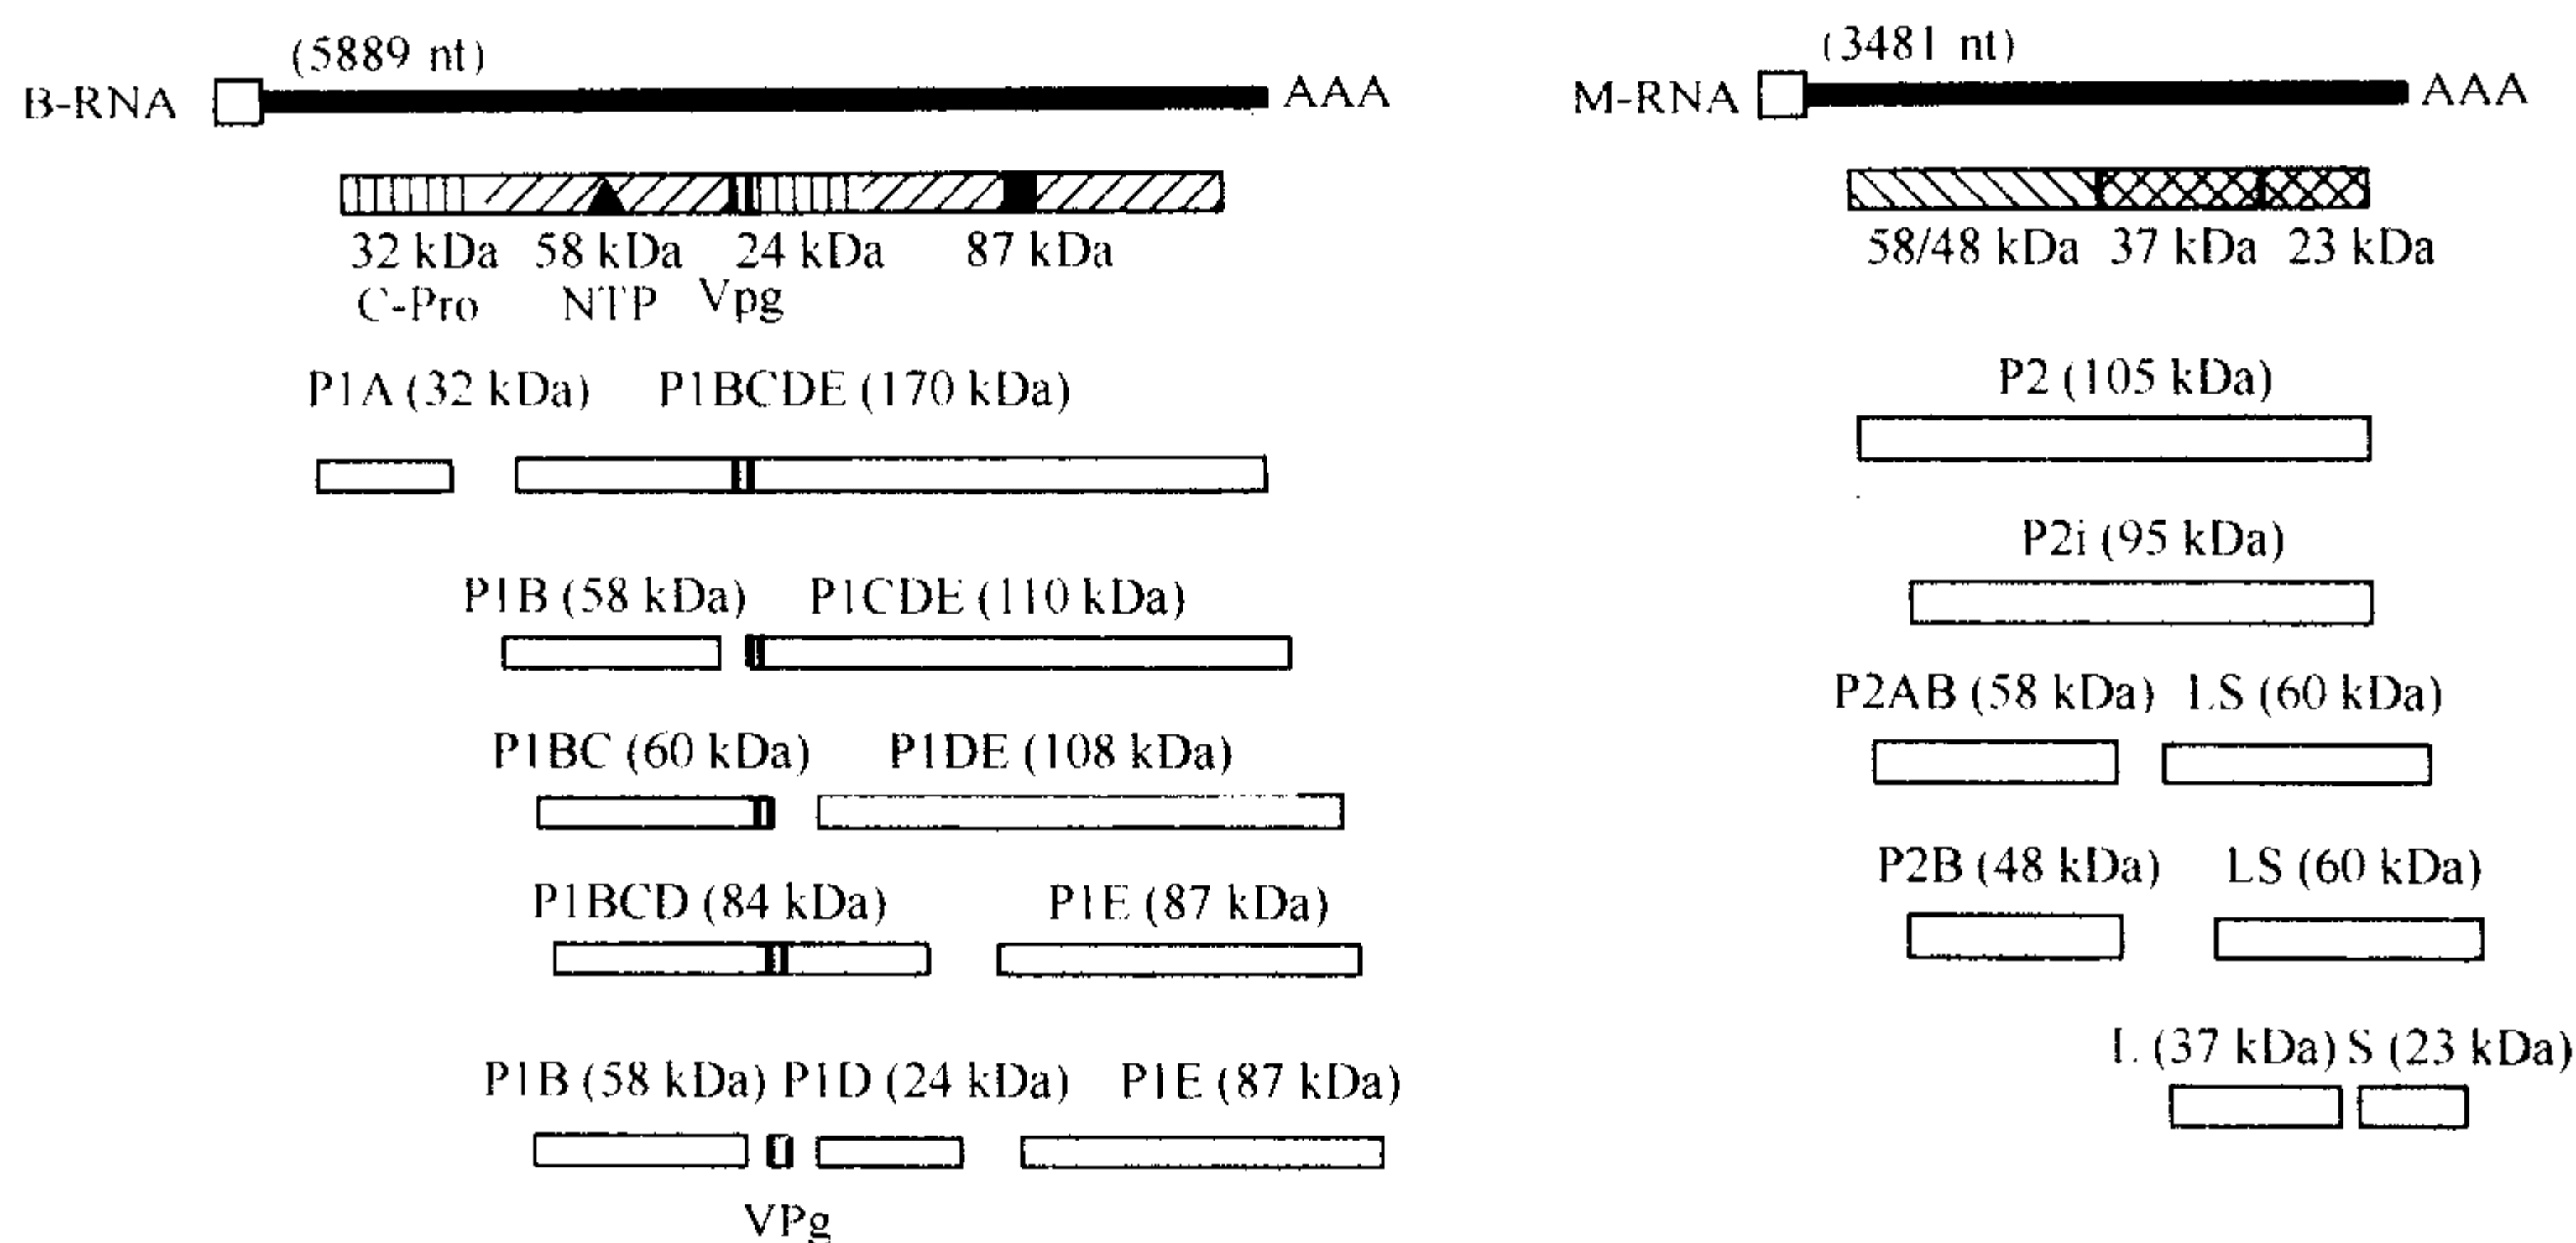 (5889 nt)
B-RNA AAA
32 kDa 58 kDa 24 kDa 87 kDa
C-Pro NTP Vpg
P1A (32 kDa) P1BCDE (170 kDa)
P1B (58 kDa) P1CDE (110 kDa)
P1BC (60 kDa) P1DE (108 kDa)
P1BCD (84 kDa) P1E (87 kDa)
P1B (58 kDa) P1D (24 kDa) P1E (87 kDa)
VPg
(3481 nt)
M-RNA AAA
58/48 kDa 37 kDa 23 kDa
P2 (105 kDa)
P2i (95 kDa)
P2AB (58 kDa) LS (60 kDa)
P2B (48 kDa) LS (60 kDa)
L (37 kDa) S (23 kDa)